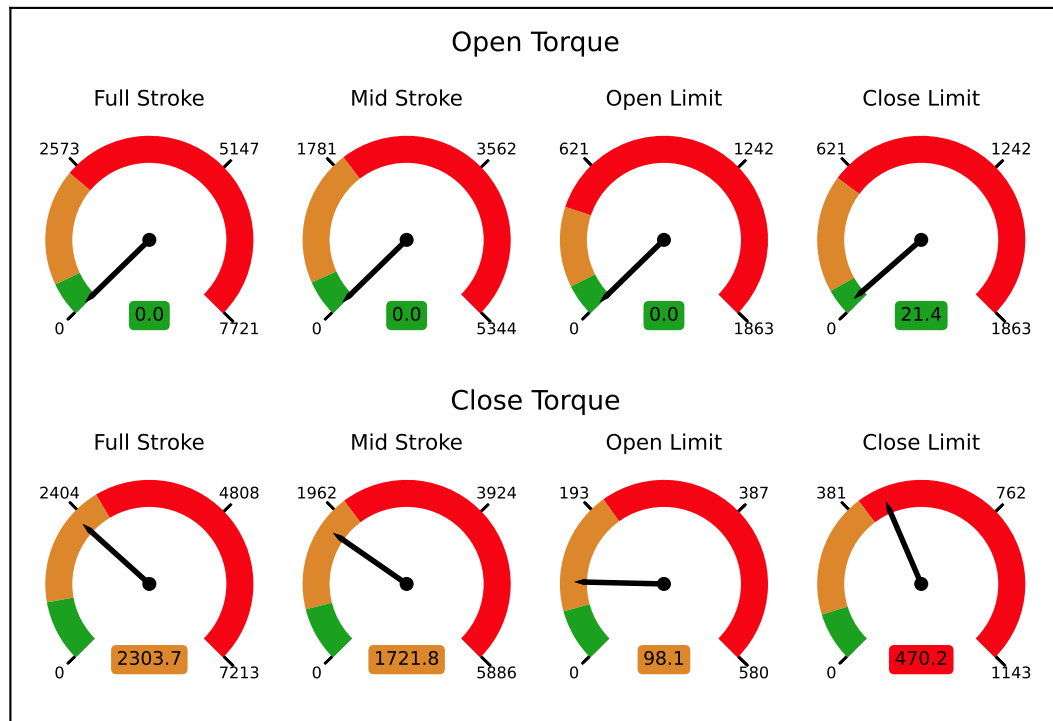 Open Torque
Full Stroke Mid Stroke Open Limit Close Limit
2573 5147 1781 3562 621 1242 621 1242
0.0 0.0 0.0 21.4
0 7721 0 5344 0 1863 0 1863
Close Torque
Full Stroke Mid Stroke Open Limit Close Limit
2404 4808 1962 3924 193 387 381 762
2303.7 1721.8 98.1 470.2
0 7213 0 5886 0 580 0 1143